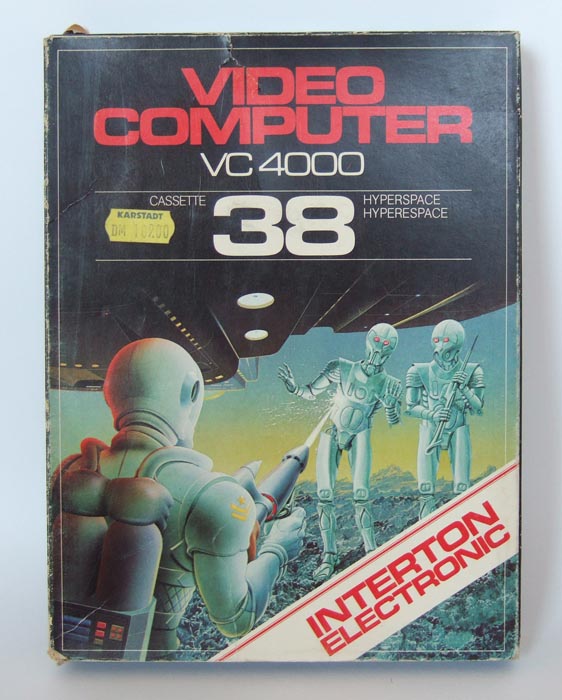 VIDEO
COMPUTER
VC 4000
CASSETTE
38
HYPERSPACE
HYPERESPACE
KARSTADT
DM
INTERTON
ELECTRONIC